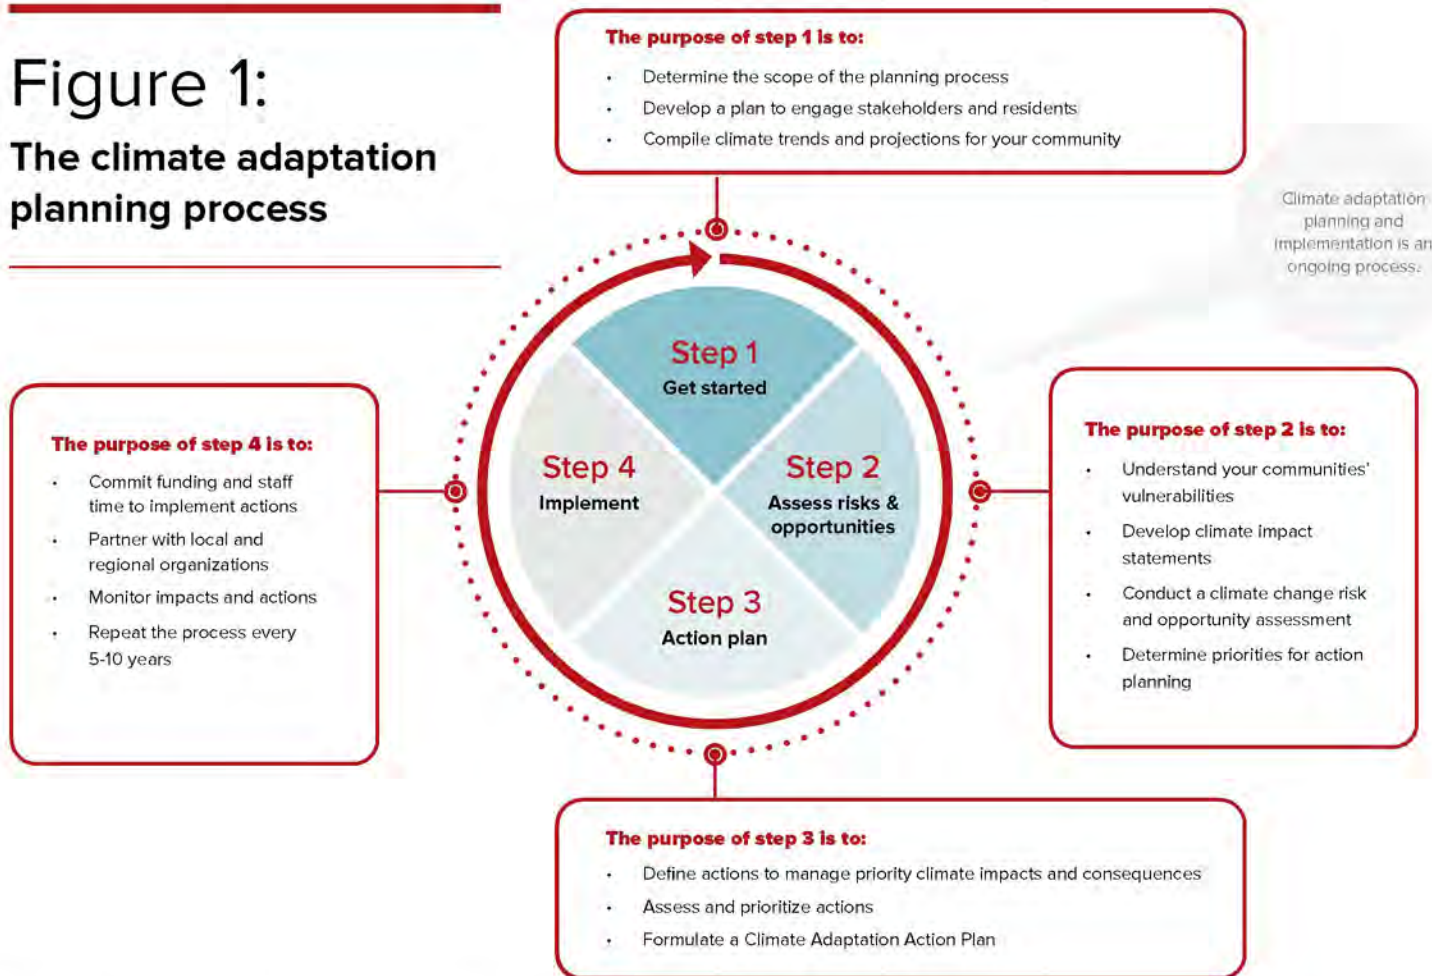 Figure 1:
The climate adaptation
planning process
The purpose of step 1 is to:
• Determine the scope of the planning process
• Develop a plan to engage stakeholders and residents
• Compile climate trends and projections for your community
Climate adaptation
planning and
implementation is an
ongoing process.
Step 1
Get started
Step 2
Assess risks &
opportunities
Step 3
Action plan
Step 4
Implement
The purpose of step 2 is to:
• Understand your communities'
vulnerabilities
• Develop climate impact
statements
• Conduct a climate change risk
and opportunity assessment
• Determine priorities for action
planning
The purpose of step 3 is to:
• Define actions to manage priority climate impacts and consequences
• Assess and prioritize actions
• Formulate a Climate Adaptation Action Plan
The purpose of step 4 is to:
• Commit funding and staff
time to implement actions
• Partner with local and
regional organizations
• Monitor impacts and actions
• Repeat the process every
5-10 years